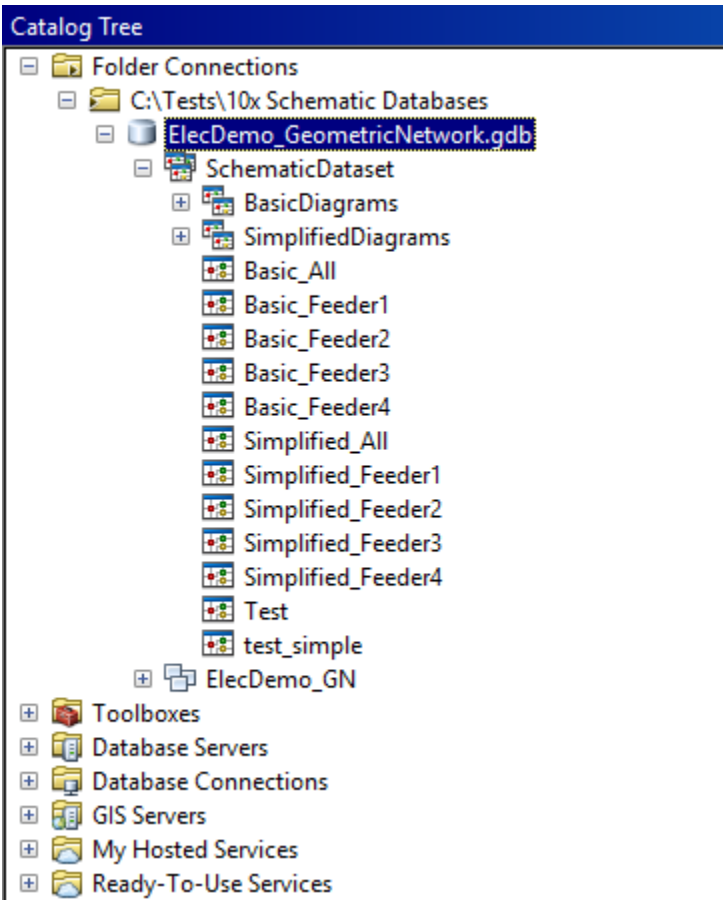 Catalog Tree
Folder Connections
C:\Tests\10x Schematic Databases
ElecDemo_GeometricNetwork.gdb
SchematicDataset
BasicDiagrams
SimplifiedDiagrams
Basic_All
Basic_Feeder1
Basic_Feeder2
Basic_Feeder3
Basic_Feeder4
Simplified_All
Simplified_Feeder1
Simplified_Feeder2
Simplified_Feeder3
Simplified_Feeder4
Test
test_simple
ElecDemo_GN
Toolboxes
Database Servers
Database Connections
GIS Servers
My Hosted Services
Ready-To-Use Services